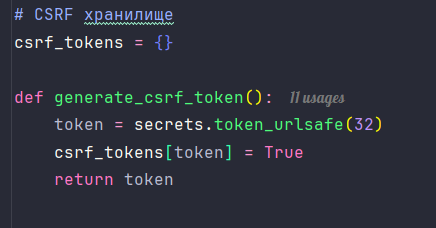 # CSRF хранилище
csrf_tokens = {}
def generate_csrf_token(): 11 usages
token = secrets.token_urlsafe(32)
csrf_tokens[token] = True
return token